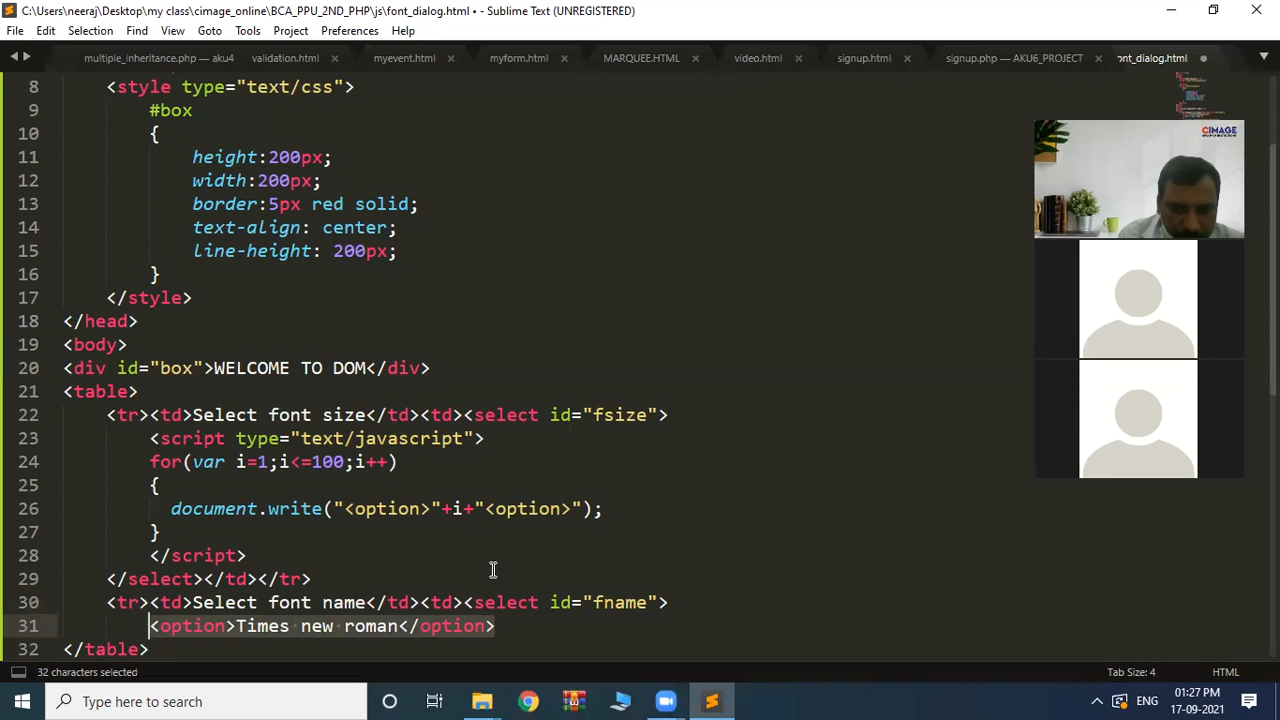 C:\Users\neeraj\Desktop\my class\cimage_online\BCA_PPU_2ND_PHP\js\font_dialog.html • - Sublime Text (UNREGISTERED)
File Edit Selection Find View Goto Tools Project Preferences Help
multiple_inheritance.php — aku4 validation.html myevent.html myform.html MARQUEE.HTML video.html signup.html signup.php — AKU6_PROJECT ont_dialog.html
8 <style type="text/css">
9 #box
10 {
11 height:200px;
12 width:200px;
13 border:5px red solid;
14 text-align: center;
15 line-height: 200px;
16 }
17 </style>
18 </head>
19 <body>
20 <div id="box">WELCOME TO DOM</div>
21 <table>
22 <tr><td>Select font size</td><td><select id="fsize">
23 <script type="text/javascript">
24 for(var i=1;i<=100;i++)
25 {
26 document.write("<option>"+i+"<option>");
27 }
28 </script>
29 </select></td></tr>
30 <tr><td>Select font name</td><td><select id="fname">
31 <option>Times new roman</option>
32 </table>
CIMAGE
32 characters selected Tab Size: 4 HTML
Type here to search ENG 01:27 PM
17-09-2021